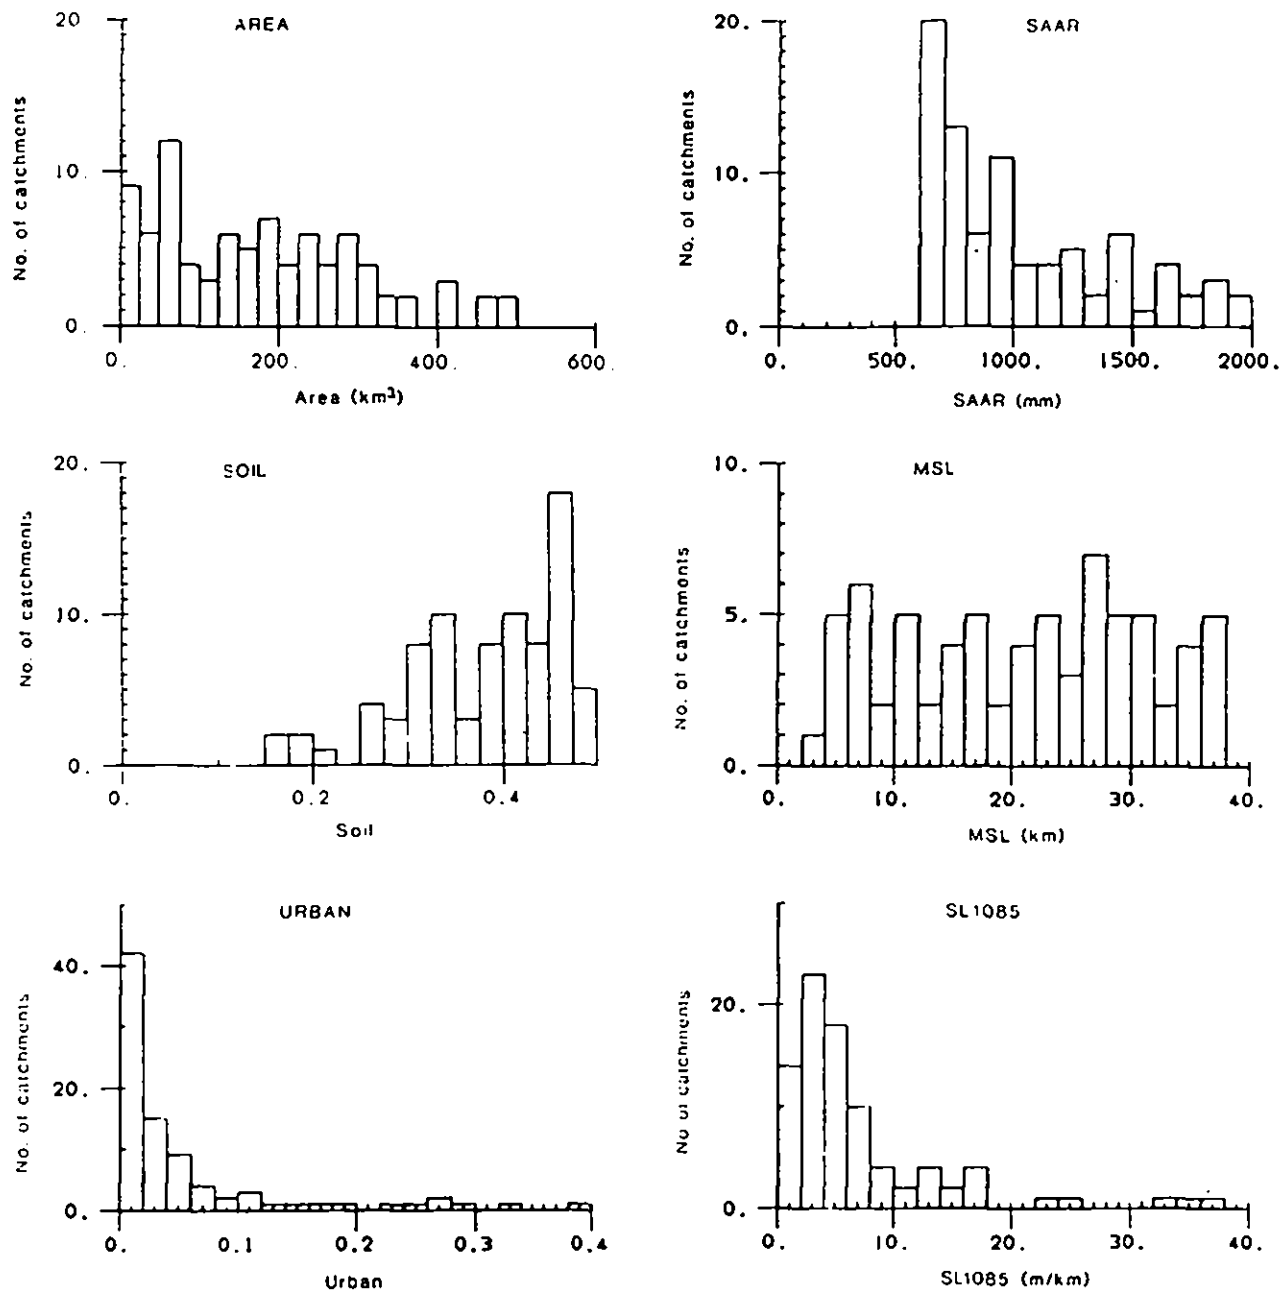 AREA
20
10.
0.
No. of catchments
0.
200.
400.
600.
Area (km³)
SAAR
20.
10.
0.
No. of catchments
0.
500.
1000.
1500.
2000.
SAAR (mm)
SOIL
20.
10.
0.
No. of catchments
0.
0.2
0.4
Soil
MSL
10.
5.
0.
No. of catchments
0.
10.
20.
30.
40.
MSL (km)
URBAN
40.
20.
0.
No. of catchments
0.
0.1
0.2
0.3
0.4
Urban
SL1085
20.
0.
No of catchments
0.
10.
20.
30.
40.
SL1085 (m/km)